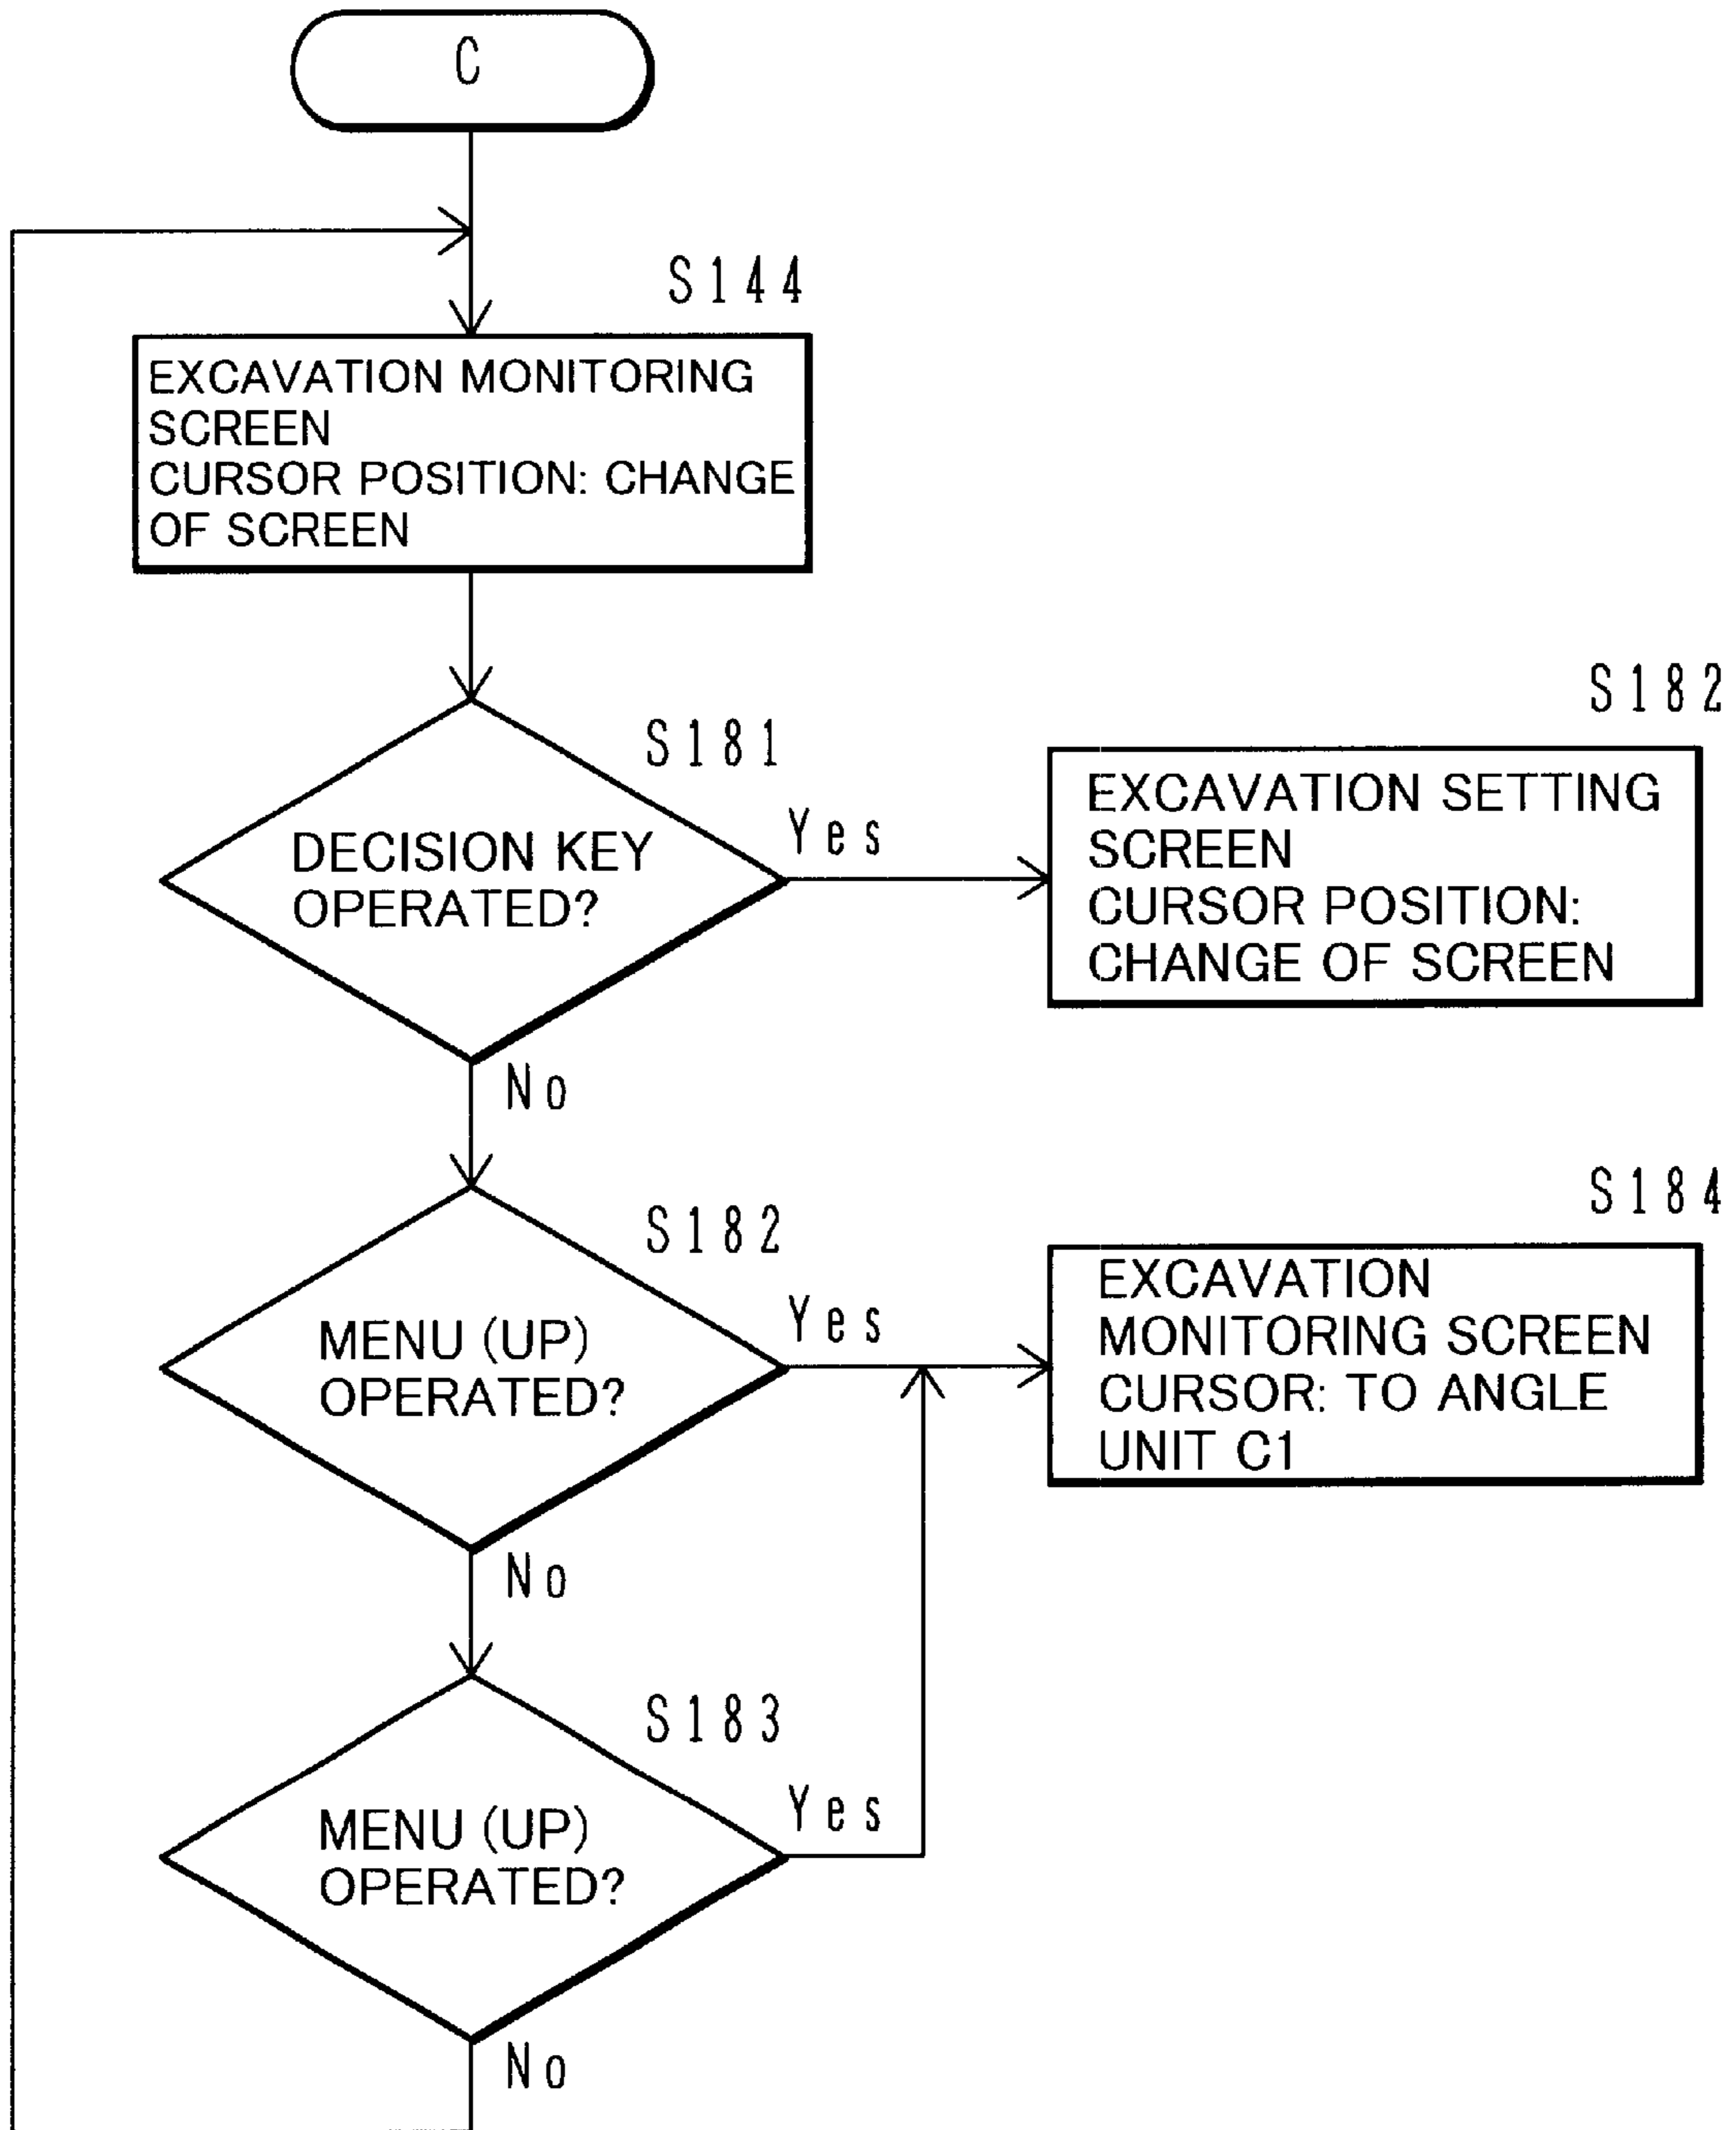 C
S144
EXCAVATION MONITORING
SCREEN
CURSOR POSITION: CHANGE
OF SCREEN
S181
DECISION KEY
OPERATED?
Yes
No
S182
EXCAVATION SETTING
SCREEN
CURSOR POSITION:
CHANGE OF SCREEN
S182
MENU (UP)
OPERATED?
Yes
No
S184
EXCAVATION
MONITORING SCREEN
CURSOR: TO ANGLE
UNIT C1
S183
MENU (UP)
OPERATED?
Yes
No